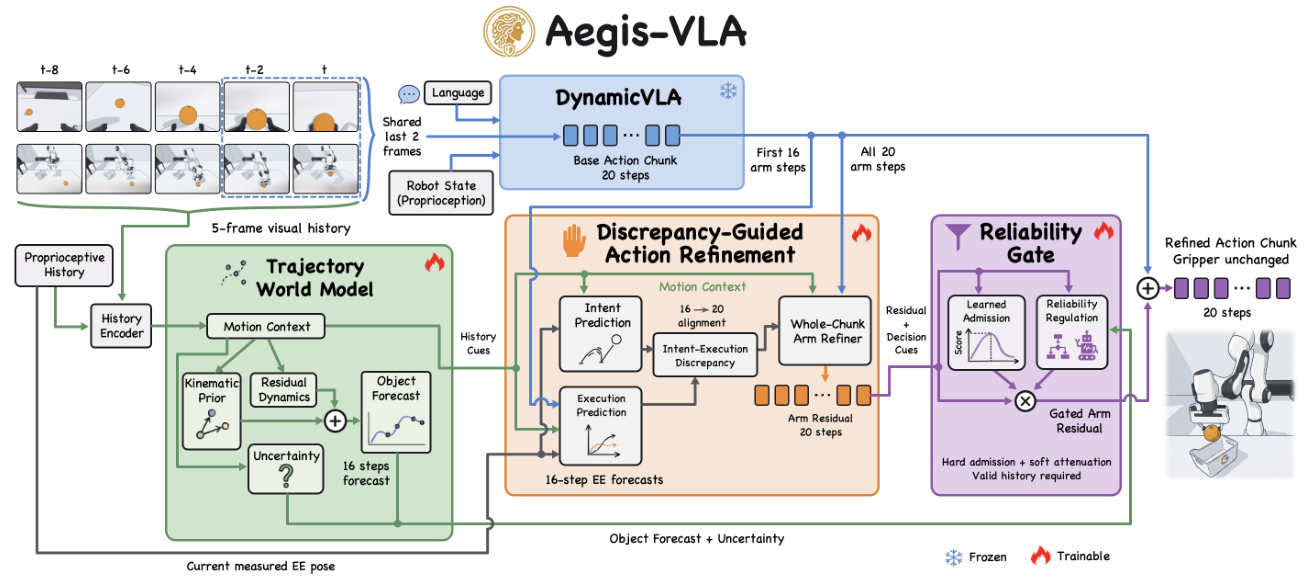 Aegis-VLA
t-8
t-6
t-4
t-2
t
Language
Shared
last 2
frames
Robot State
(Proprioception)
DynamicVLA
Base Action Chunk
20 steps
First 16
arm steps
All 20
arm steps
5-frame visual history
Proprioceptive
History
History
Encoder
Trajectory
World Model
Motion Context
Kinematic
Prior
Residual
Dynamics
Object
Forecast
Uncertainty
?
16 steps
forecast
History
Cues
Discrepancy-Guided
Action Refinement
Motion Context
Intent
Prediction
16 → 20
alignment
Intent-Execution
Discrepancy
Whole-Chunk
Arm Refiner
Execution
Prediction
Arm Residual
20 steps
16-step EE forecasts
Residual
+
Decision
Cues
Reliability
Gate
Learned
Admission
Score
Reliability
Regulation
Gated Arm
Residual
Hard admission + soft attenuation
Valid history required
Refined Action Chunk
Gripper unchanged
20 steps
Object Forecast + Uncertainty
Current measured EE pose
Frozen
Trainable